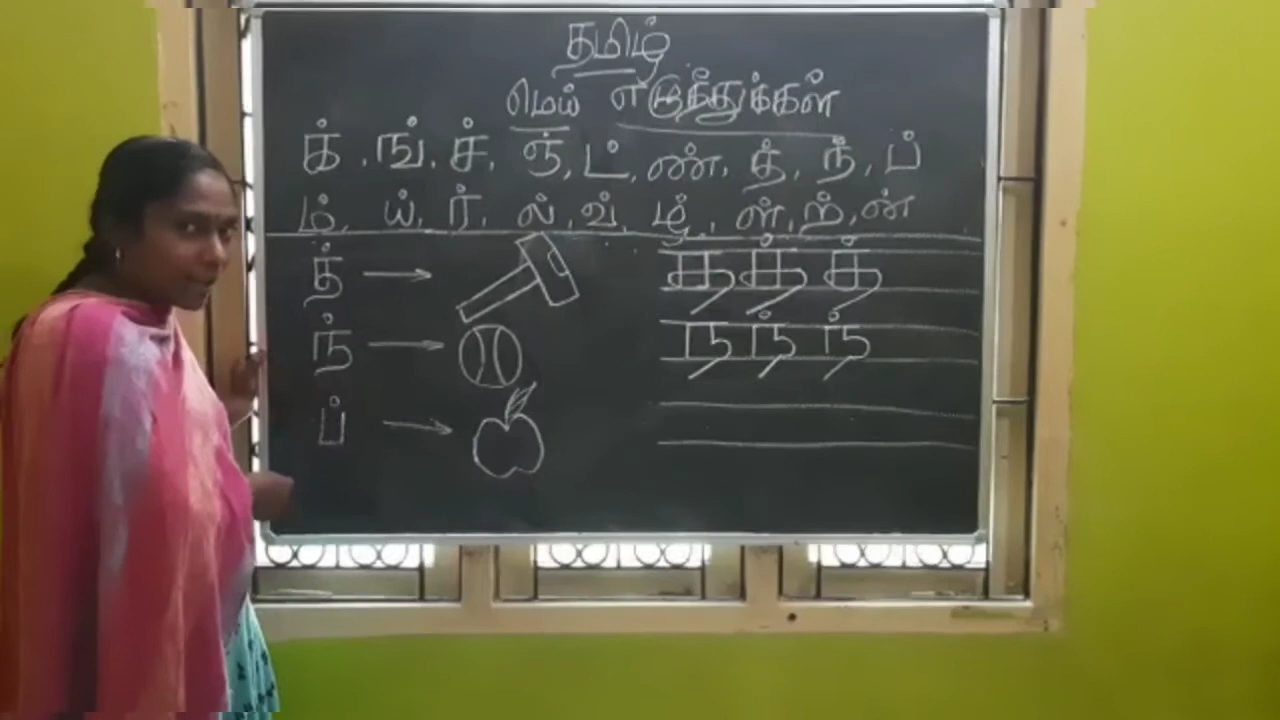 தமிழ்
மெய் எழுத்துக்கள்
க், ங், ச், ஞ், ட், ண், த், ந், ப்
ம், ய், ர், ல், வ், ழ், ள், ற், ன்
த் → த த் த்
ந் → ந ந் ந்
ப் →